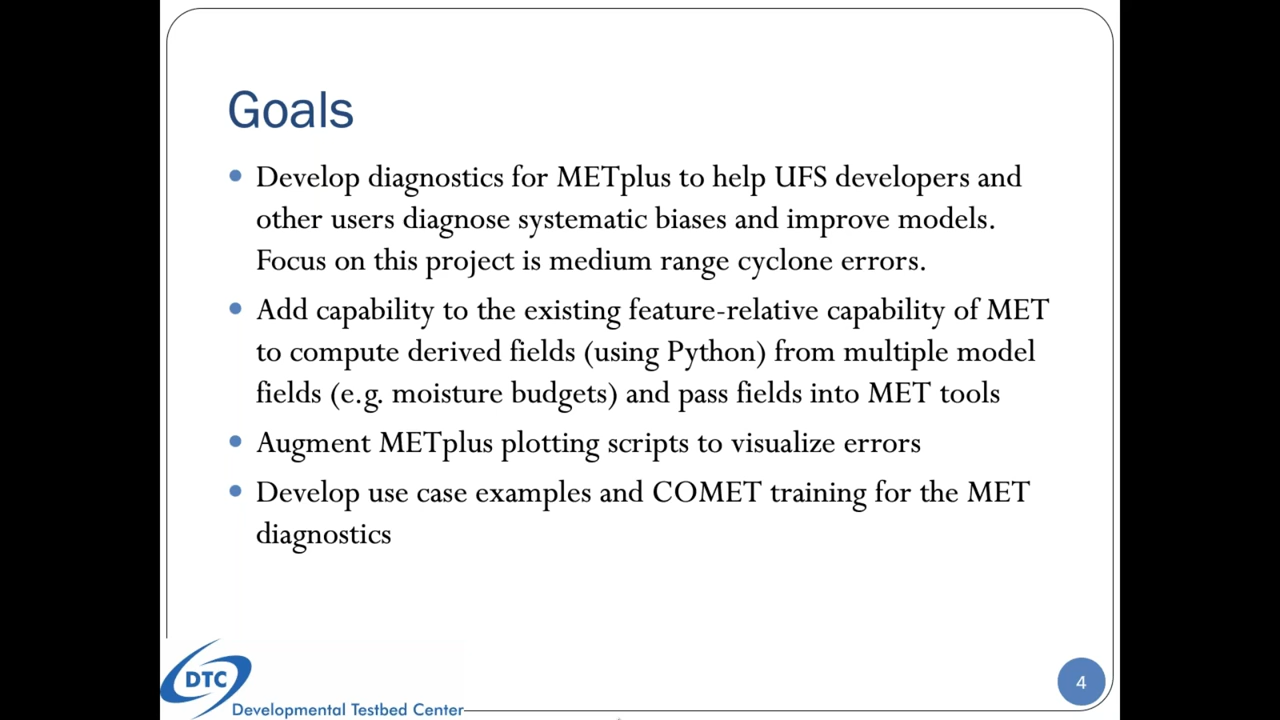 Goals
• Develop diagnostics for METplus to help UFS developers and
other users diagnose systematic biases and improve models.
Focus on this project is medium range cyclone errors.
• Add capability to the existing feature-relative capability of MET
to compute derived fields (using Python) from multiple model
fields (e.g. moisture budgets) and pass fields into MET tools
• Augment METplus plotting scripts to visualize errors
• Develop use case examples and COMET training for the MET
diagnostics
DTC
Developmental Testbed Center
4